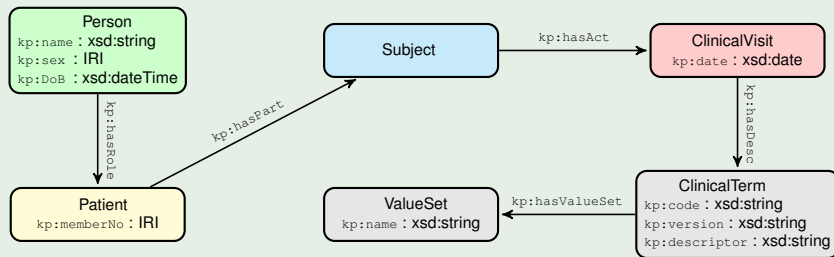 Person
kp:name : xsd:string
kp:sex : IRI
kp:DoB : xsd:dateTime
Subject
kp:hasAct
ClinicalVisit
kp:date : xsd:date
kp:hasRole
kp:hasPart
kp:hasDesc
Patient
kp:memberNo : IRI
ValueSet
kp:name : xsd:string
kp:hasValueSet
ClinicalTerm
kp:code : xsd:string
kp:version : xsd:string
kp:descriptor : xsd:string